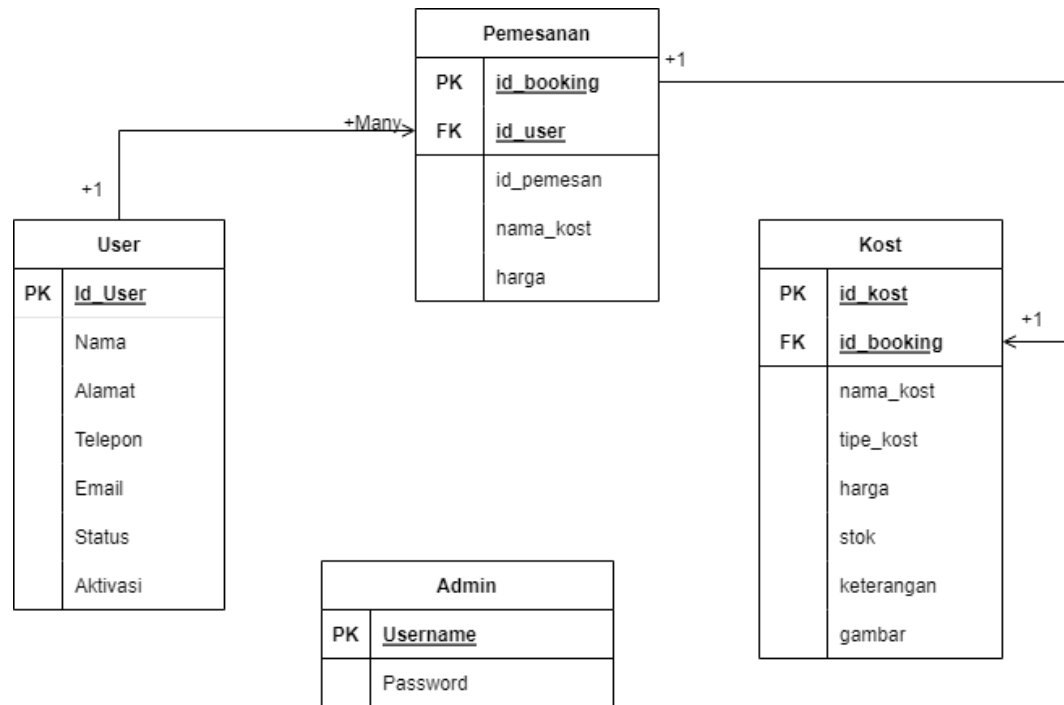 Pemesanan
PK id_booking
FK id_user
id_pemesan
nama_kost
harga
+1
+Many
+1
User
PK Id_User
Nama
Alamat
Telepon
Email
Status
Aktivasi
Kost
PK id_kost
FK id_booking
nama_kost
tipe_kost
harga
stok
keterangan
gambar
+1
Admin
PK Username
Password